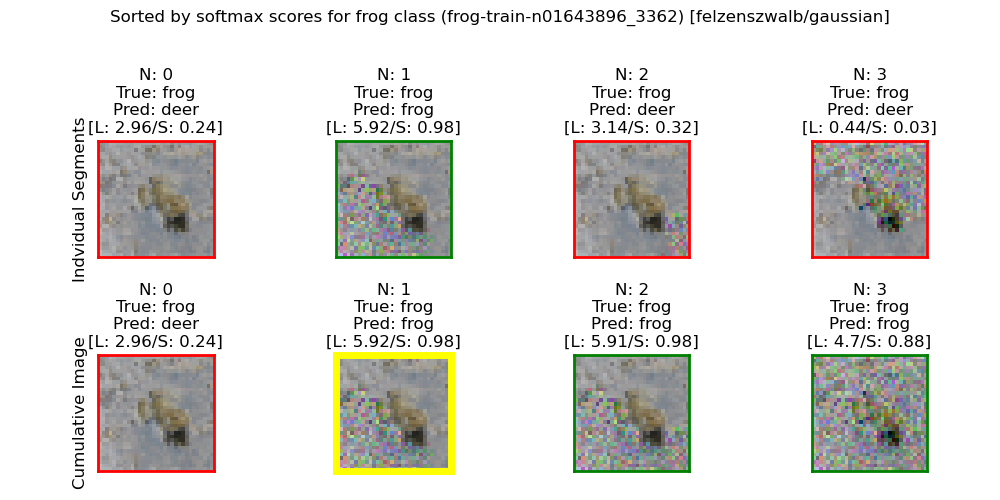 Sorted by softmax scores for frog class (frog-train-n01643896_3362) [felzenszwalb/gaussian]
Indvidual Segments
N: 0
True: frog
Pred: deer
[L: 2.96/S: 0.24]
N: 1
True: frog
Pred: frog
[L: 5.92/S: 0.98]
N: 2
True: frog
Pred: deer
[L: 3.14/S: 0.32]
N: 3
True: frog
Pred: deer
[L: 0.44/S: 0.03]
Cumulative Image
N: 0
True: frog
Pred: deer
[L: 2.96/S: 0.24]
N: 1
True: frog
Pred: frog
[L: 5.92/S: 0.98]
N: 2
True: frog
Pred: frog
[L: 5.91/S: 0.98]
N: 3
True: frog
Pred: frog
[L: 4.7/S: 0.88]